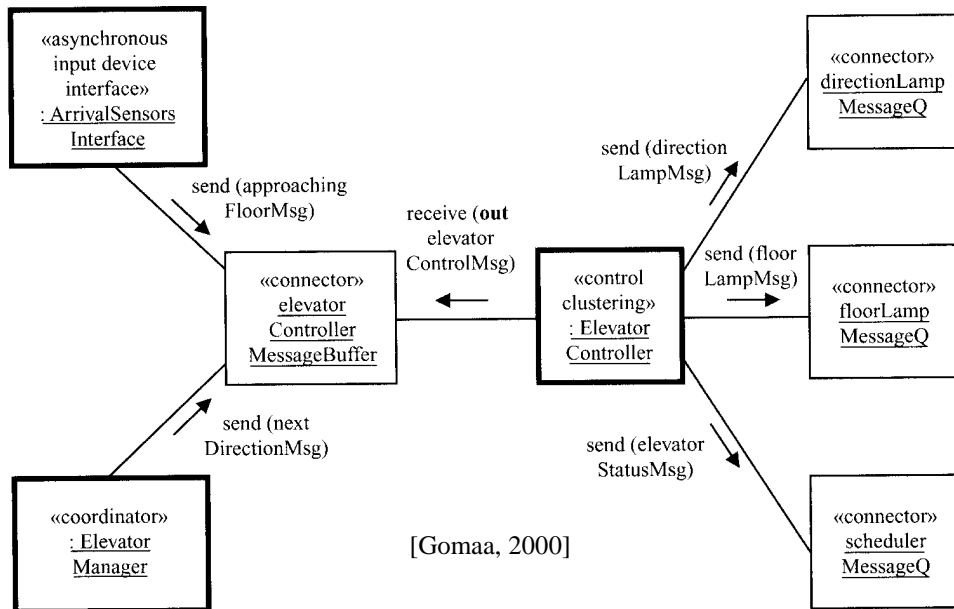 «asynchronous
input device
interface»
: ArrivalSensors
Interface
send (approaching
FloorMsg)
«connector»
elevator
Controller
MessageBuffer
send (next
DirectionMsg)
«coordinator»
: Elevator
Manager
receive (out
elevator
ControlMsg)
«control
clustering»
: Elevator
Controller
send (direction
LampMsg)
«connector»
directionLamp
MessageQ
send (floor
LampMsg)
«connector»
floorLamp
MessageQ
send (elevator
StatusMsg)
«connector»
scheduler
MessageQ
[Gomaa, 2000]